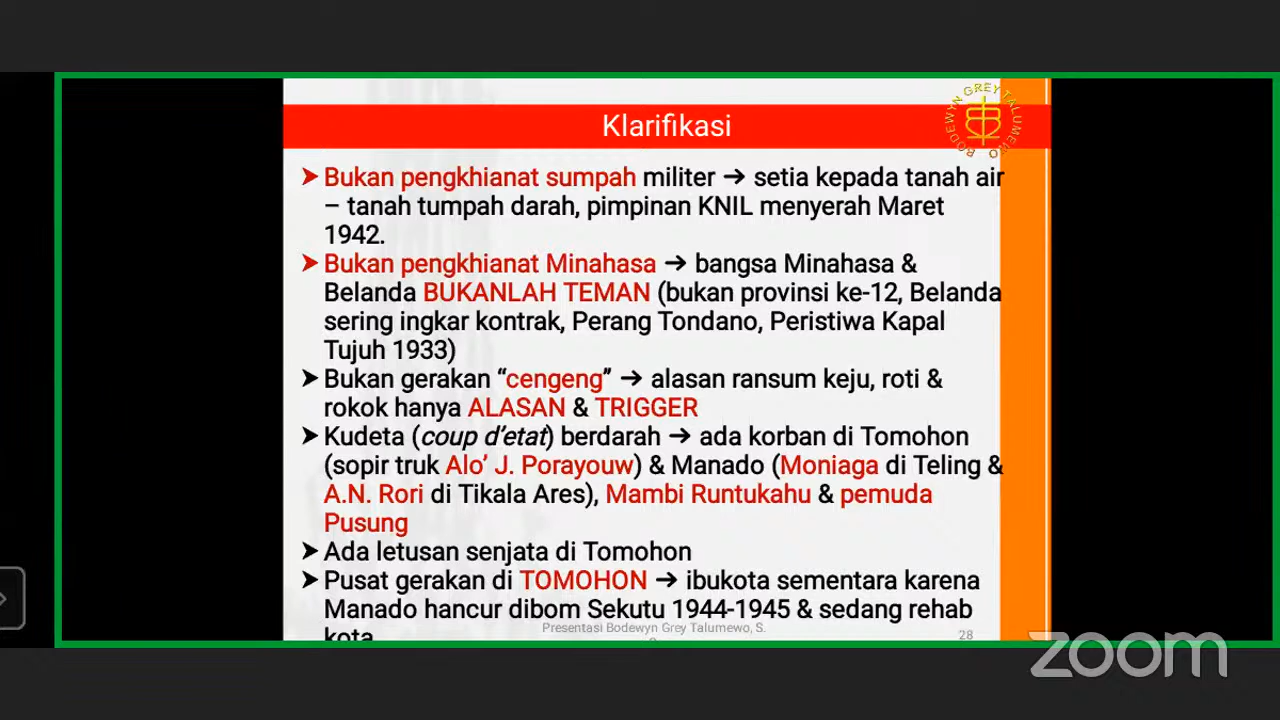 Klarifikasi
BODEWYN GREY TALUMEWO
➤ Bukan pengkhianat sumpah militer → setia kepada tanah air
– tanah tumpah darah, pimpinan KNIL menyerah Maret
1942.
➤ Bukan pengkhianat Minahasa → bangsa Minahasa &
Belanda BUKANLAH TEMAN (bukan provinsi ke-12, Belanda
sering ingkar kontrak, Perang Tondano, Peristiwa Kapal
Tujuh 1933)
➤ Bukan gerakan “cengeng” → alasan ransum keju, roti &
rokok hanya ALASAN & TRIGGER
➤ Kudeta (coup d’etat) berdarah → ada korban di Tomohon
(sopir truk Alo’ J. Porayouw) & Manado (Moniaga di Teling &
A.N. Rori di Tikala Ares), Mambi Runtukahu & pemuda
Pusung
➤ Ada letusan senjata di Tomohon
➤ Pusat gerakan di TOMOHON → ibukota sementara karena
Manado hancur dibom Sekutu 1944-1945 & sedang rehab
kota
Presentasi Bodewyn Grey Talumewo, S.
28
zoom